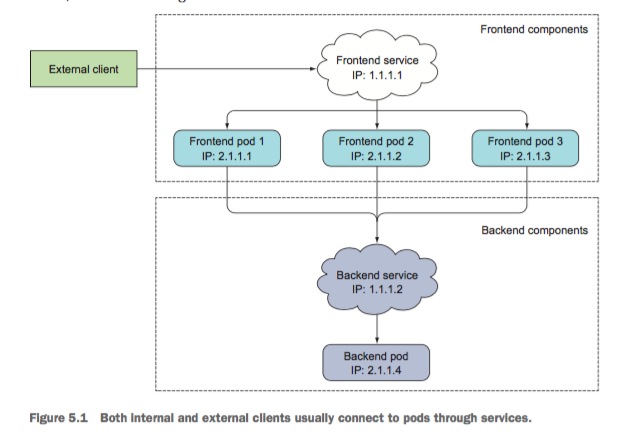 Frontend components
External client
Frontend service
IP: 1.1.1.1
Frontend pod 1
IP: 2.1.1.1
Frontend pod 2
IP: 2.1.1.2
Frontend pod 3
IP: 2.1.1.3
Backend components
Backend service
IP: 1.1.1.2
Backend pod
IP: 2.1.1.4
Figure 5.1 Both internal and external clients usually connect to pods through services.